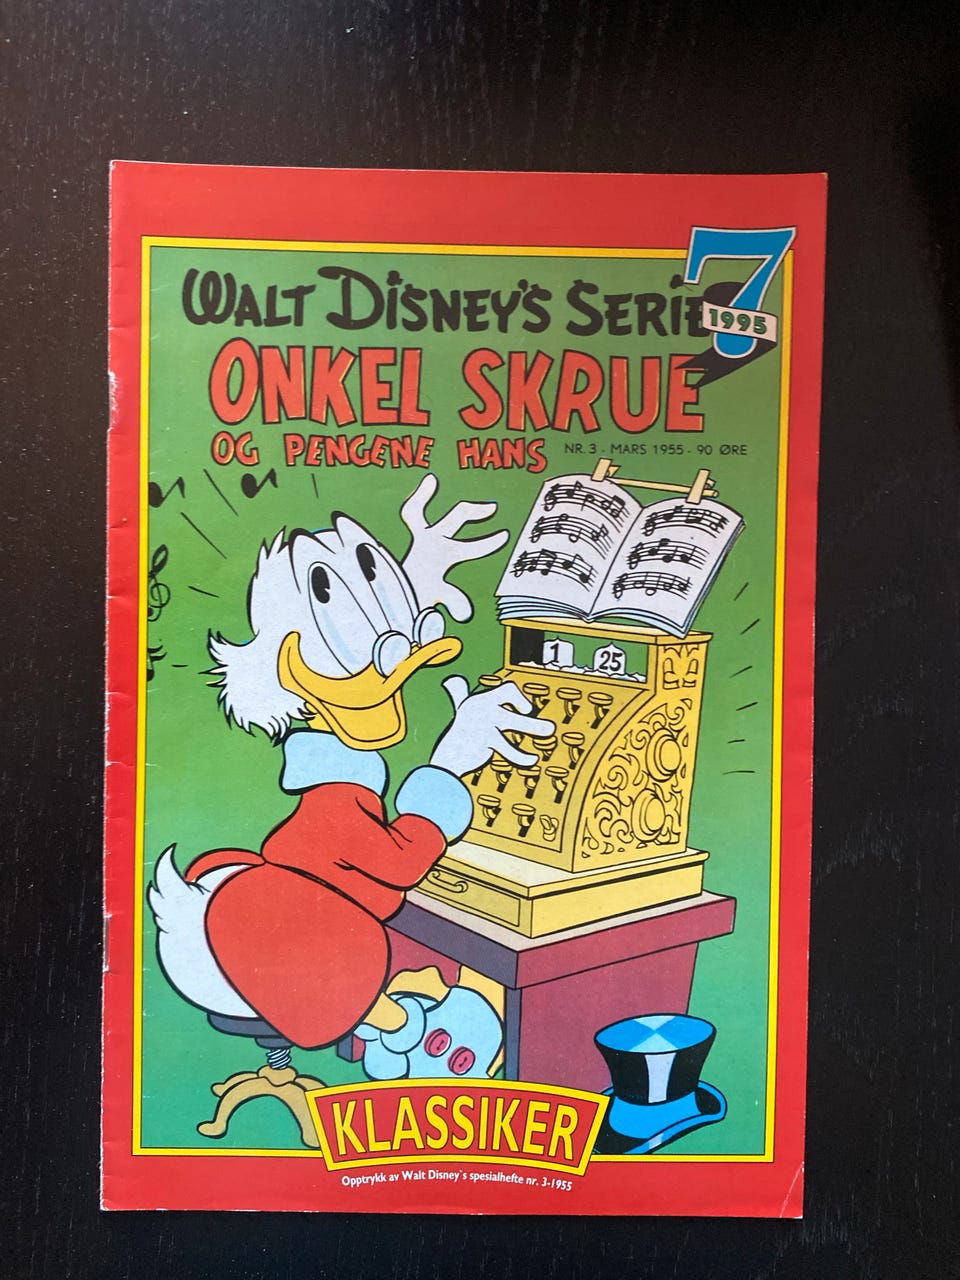 WALT DISNEY'S SERIE
7
1995
ONKEL SKRUE
OG PENGENE HANS
NR. 3 - MARS 1955 - 90 ØRE
1 25
KLASSIKER
Opptrykk av Walt Disney`s spesialhefte nr. 3-1955